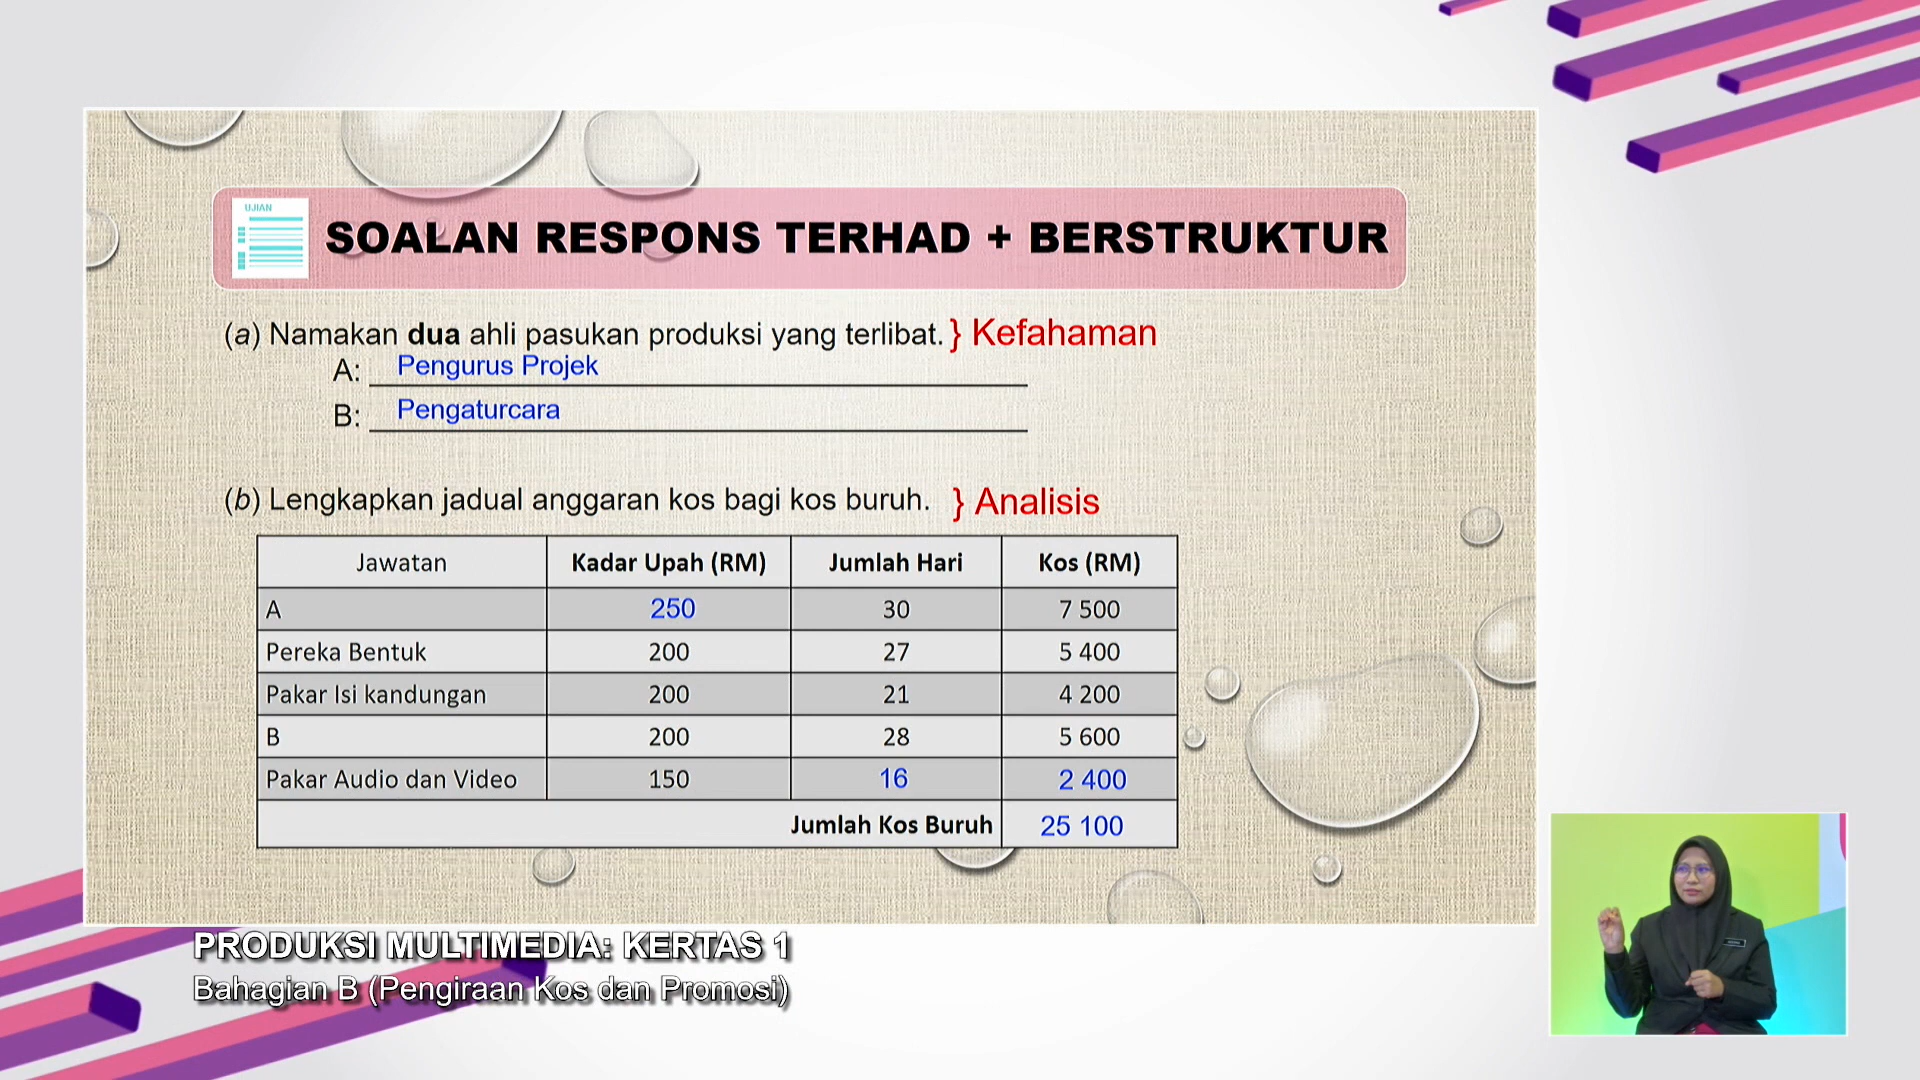 UJIAN
SOALAN RESPONS TERHAD + BERSTRUKTUR
(a) Namakan dua ahli pasukan produksi yang terlibat. } Kefahaman
A: Pengurus Projek
B: Pengaturcara
(b) Lengkapkan jadual anggaran kos bagi kos buruh. } Analisis
Jawatan Kadar Upah (RM) Jumlah Hari Kos (RM)
A 250 30 7 500
Pereka Bentuk 200 27 5 400
Pakar Isi kandungan 200 21 4 200
B 200 28 5 600
Pakar Audio dan Video 150 16 2 400
Jumlah Kos Buruh 25 100
PRODUKSI MULTIMEDIA: KERTAS 1
Bahagian B (Pengiraan Kos dan Promosi)